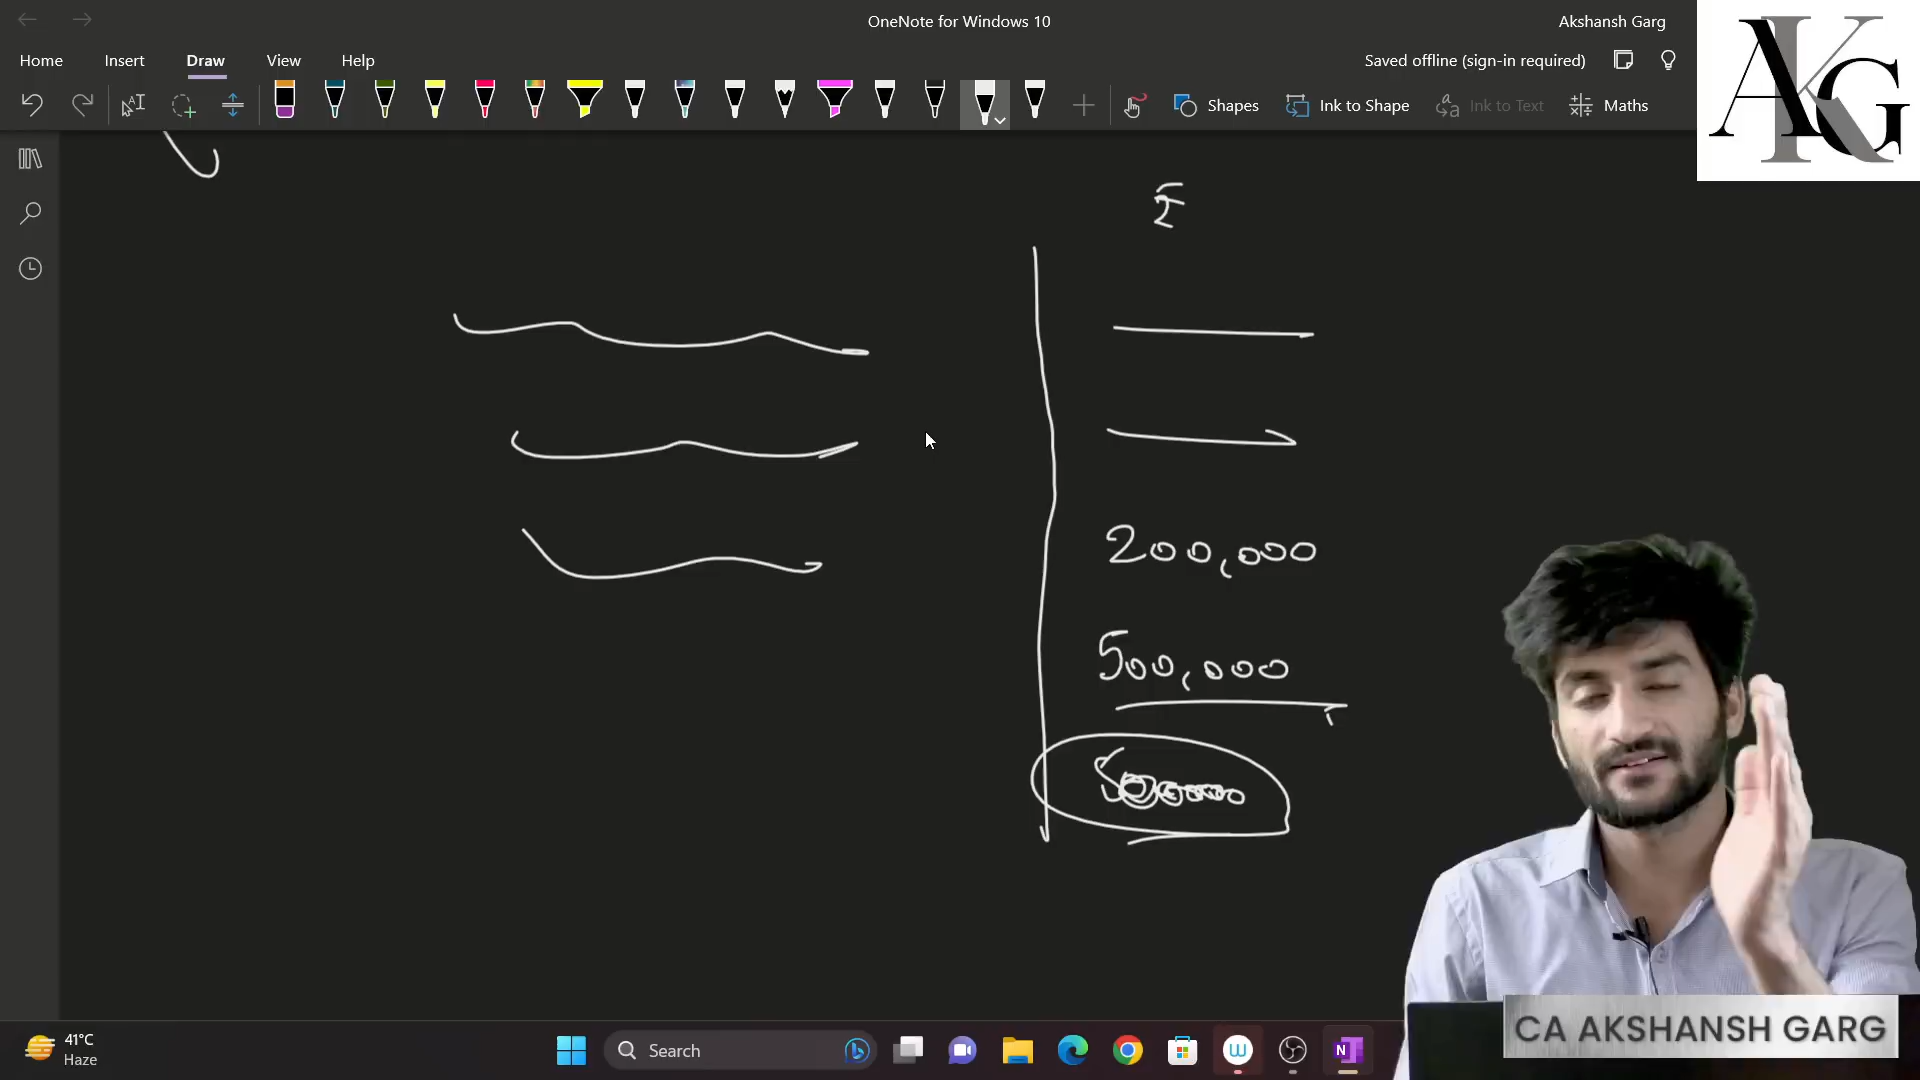 OneNote for Windows 10
Akshansh Garg
AKG
Home Insert Draw View Help
Saved offline (sign-in required)
Shapes Ink to Shape Ink to Text Maths
200,000
500,000
41°C
Haze
Search
CA AKSHANSH GARG